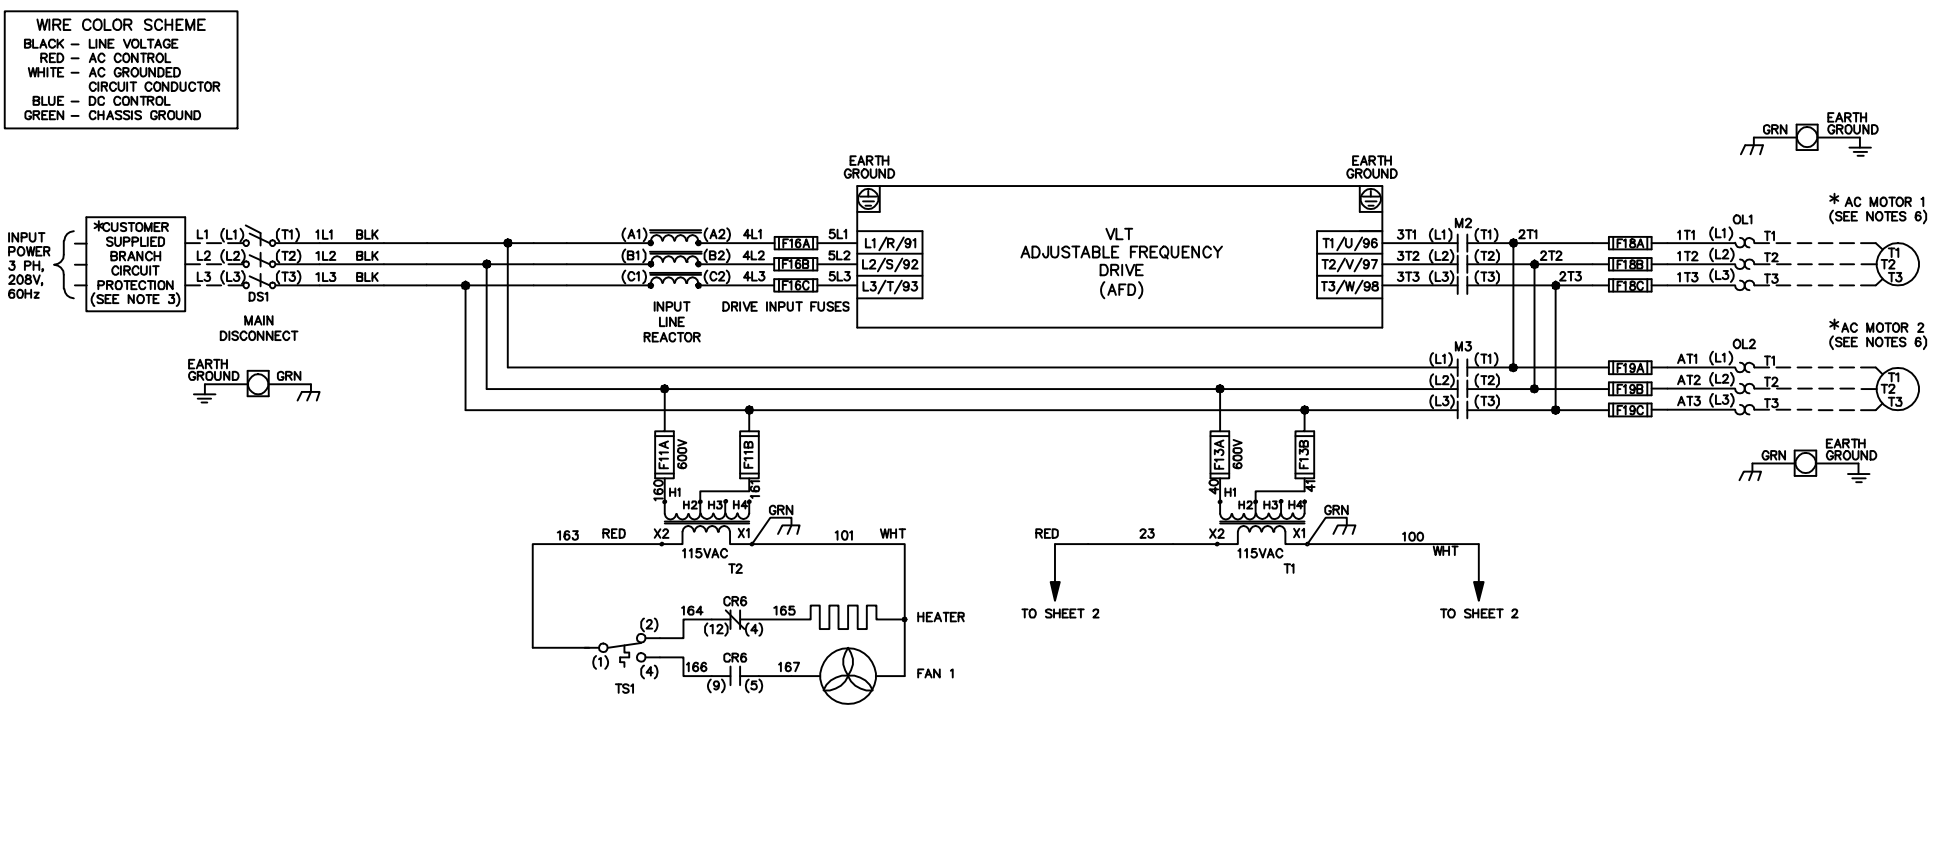 WIRE COLOR SCHEME
BLACK – LINE VOLTAGE
RED – AC CONTROL
WHITE – AC GROUNDED
CIRCUIT CONDUCTOR
BLUE – DC CONTROL
GREEN – CHASSIS GROUND
GRN
EARTH
GROUND
EARTH
GROUND
EARTH
GROUND
* AC MOTOR 1
(SEE NOTES 6)
INPUT
POWER
3 PH,
208V,
60Hz
*CUSTOMER
SUPPLIED
BRANCH
CIRCUIT
PROTECTION
(SEE NOTE 3)
L1 (L1) (T1) 1L1 BLK
L2 (L2) (T2) 1L2 BLK
L3 (L3) (T3) 1L3 BLK
DS1
MAIN
DISCONNECT
(A1) (A2) 4L1 F16A 5L1 L1/R/91
(B1) (B2) 4L2 F16B 5L2 L2/S/92
(C1) (C2) 4L3 F16C 5L3 L3/T/93
INPUT
LINE
REACTOR
DRIVE INPUT FUSES
VLT
ADJUSTABLE FREQUENCY
DRIVE
(AFD)
M2
OL1
T1/U/96 3T1 (L1) (T1) 2T1 F18A 1T1 (L1) T1
T2/V/97 3T2 (L2) (T2) 2T2 F18B 1T2 (L2) T2
T3/W/98 3T3 (L3) (T3) 2T3 F18C 1T3 (L3) T3
T1
T2
T3
* AC MOTOR 2
(SEE NOTES 6)
M3
OL2
(L1) (T1) F19A AT1 (L1) T1
(L2) (T2) F19B AT2 (L2) T2
(L3) (T3) F19C AT3 (L3) T3
T1
T2
T3
EARTH
GROUND
GRN
GRN
EARTH
GROUND
F11A
600V
F11B
160
161
H1
H2 H3 H4
GRN
163 RED X2 X1 101 WHT
115VAC
T2
F13A
600V
F13B
40
41
H1
H2 H3 H4
GRN
RED 23 X2 X1 100
WHT
115VAC
T1
TO SHEET 2
TO SHEET 2
CR6
164 165
(12) (4)
HEATER
(2)
(1)
(4)
TS1
CR6
166 167
(9) (5)
FAN 1